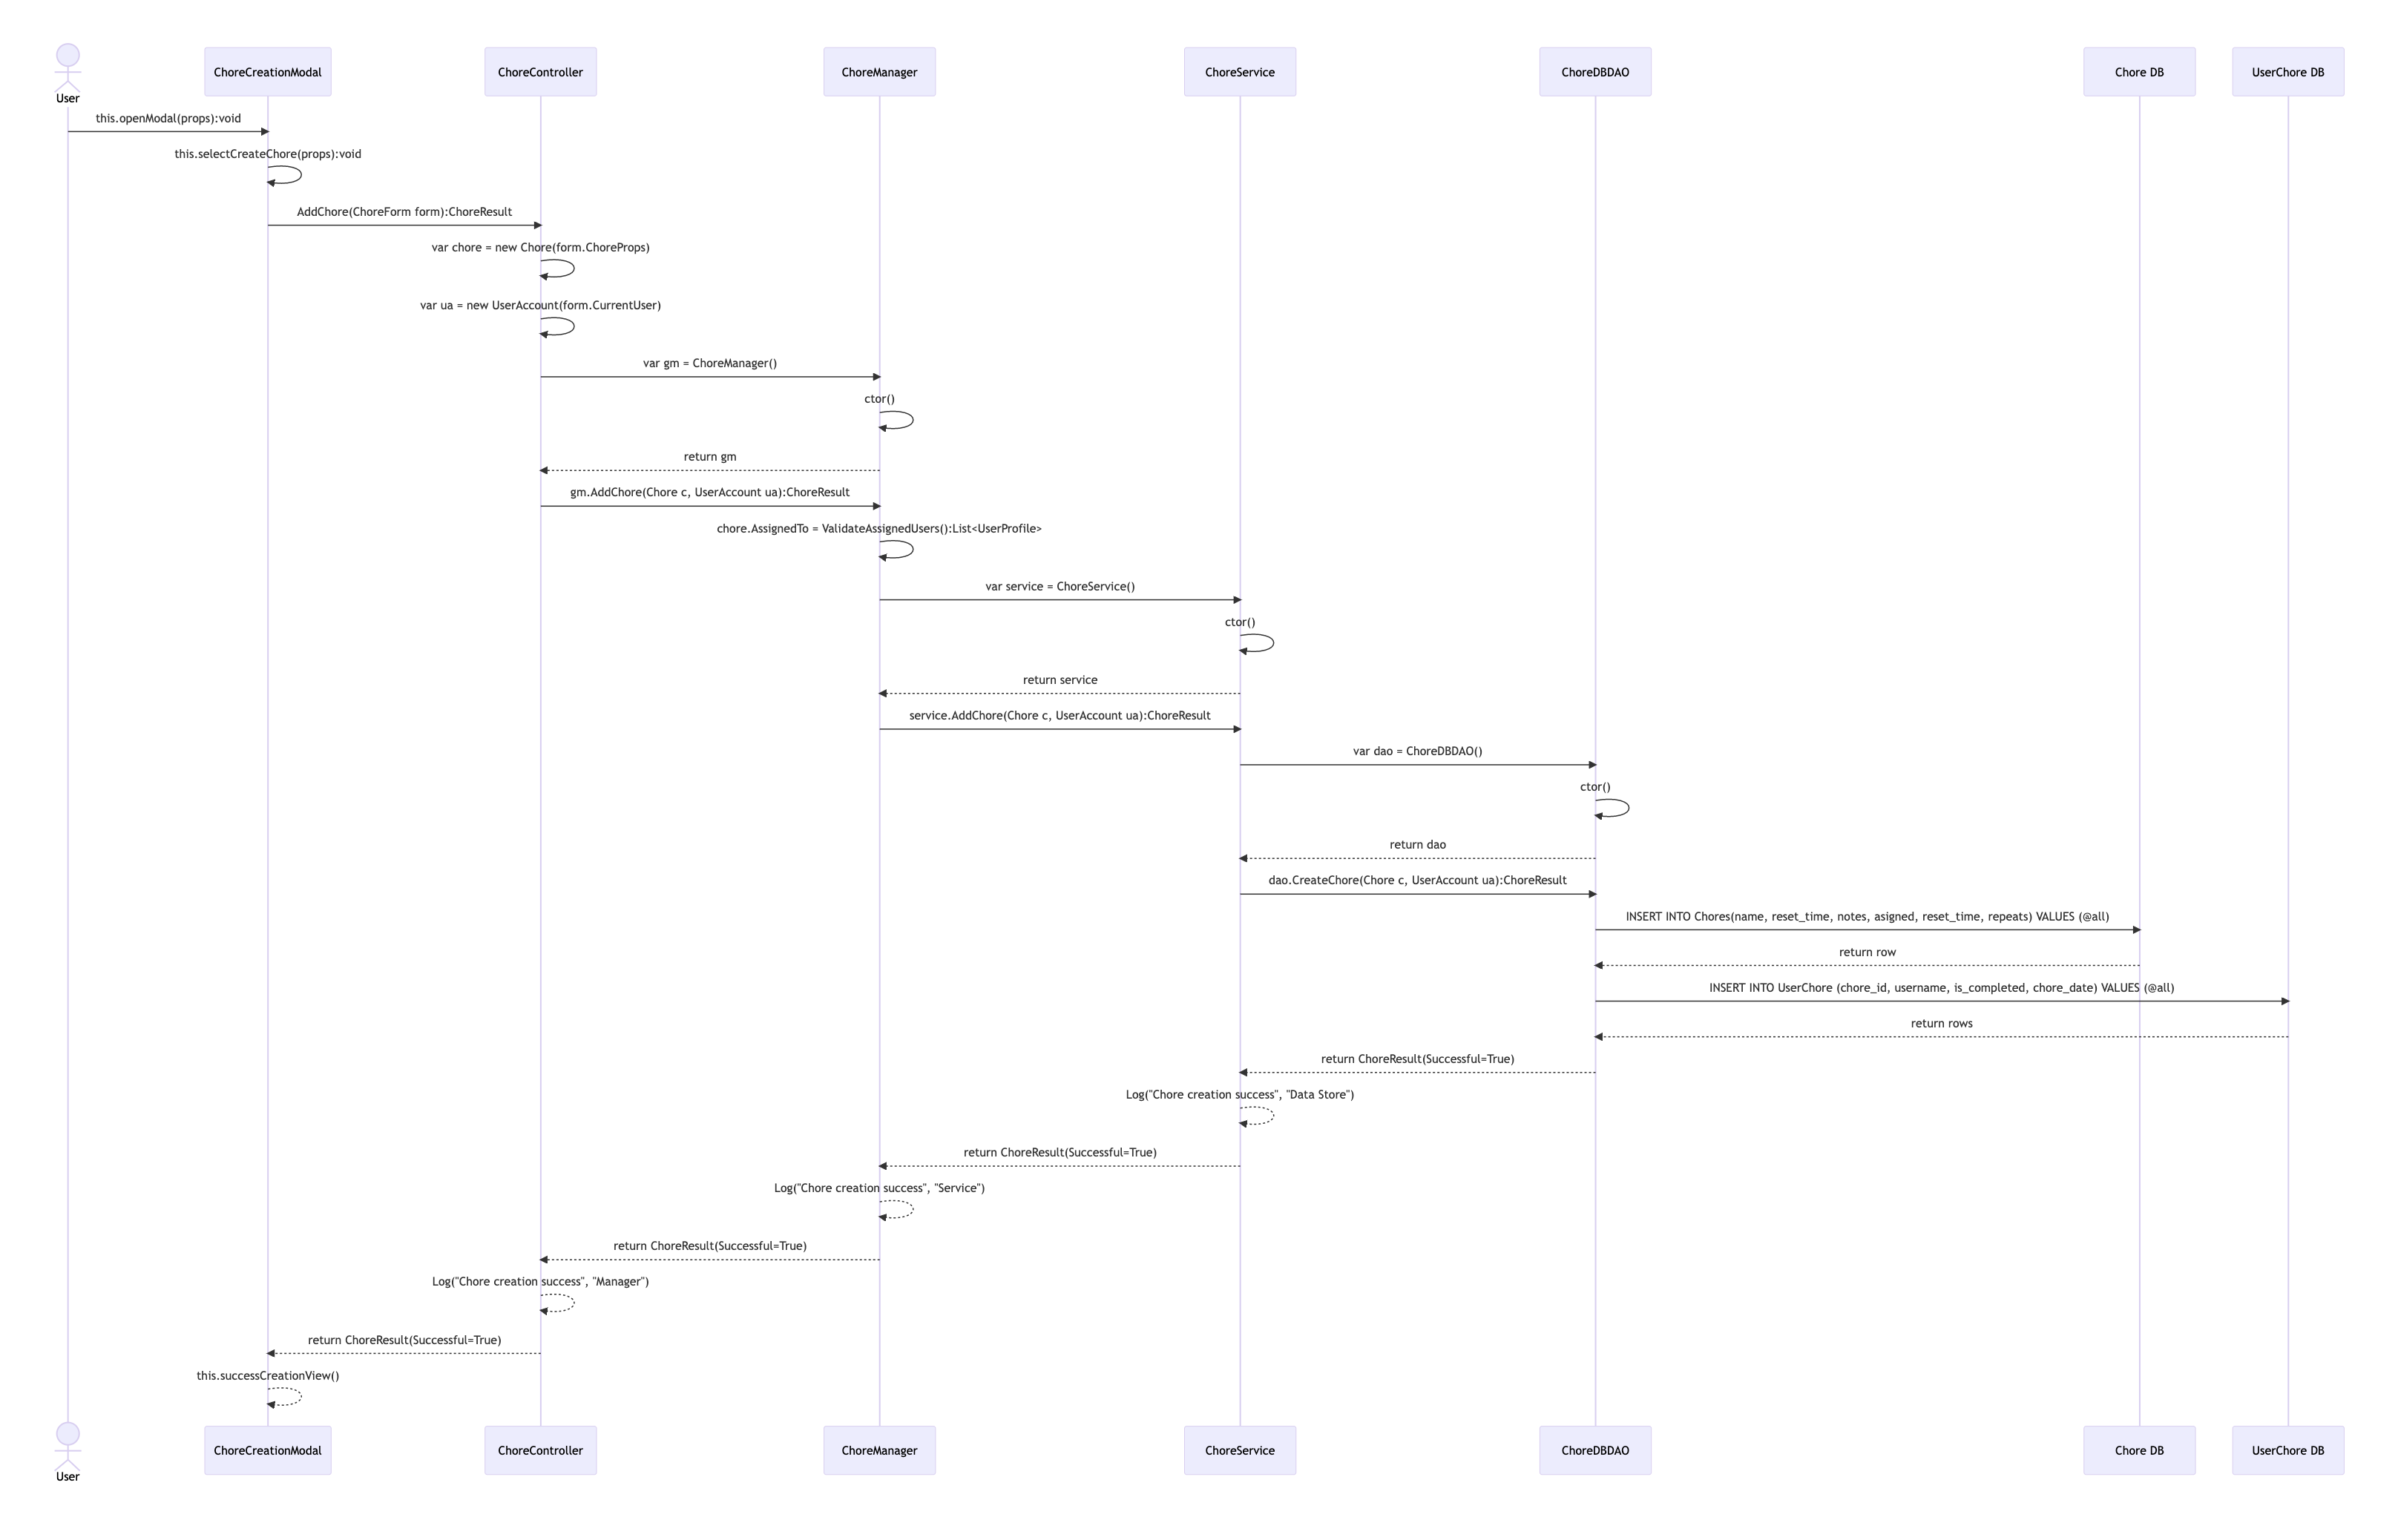 ChoreCreationModal
ChoreController
ChoreManager
ChoreService
ChoreDBDAO
Chore DB
UserChore DB
User
this.openModal(props):void
this.selectCreateChore(props):void
AddChore(ChoreForm form):ChoreResult
var chore = new Chore(form.ChoreProps)
var ua = new UserAccount(form.CurrentUser)
var gm = ChoreManager()
ctor()
return gm
gm.AddChore(Chore c, UserAccount ua):ChoreResult
chore.AssignedTo = ValidateAssignedUsers():List<UserProfile>
var service = ChoreService()
ctor()
return service
service.AddChore(Chore c, UserAccount ua):ChoreResult
var dao = ChoreDBDAO()
ctor()
return dao
dao.CreateChore(Chore c, UserAccount ua):ChoreResult
INSERT INTO Chores(name, reset_time, notes, asigned, reset_time, repeats) VALUES (@all)
return row
INSERT INTO UserChore (chore_id, username, is_completed, chore_date) VALUES (@all)
return rows
return ChoreResult(Successful=True)
Log("Chore creation success", "Data Store")
return ChoreResult(Successful=True)
Log("Chore creation success", "Service")
return ChoreResult(Successful=True)
Log("Chore creation success", "Manager")
return ChoreResult(Successful=True)
this.successCreationView()
ChoreCreationModal
ChoreController
ChoreManager
ChoreService
ChoreDBDAO
Chore DB
UserChore DB
User